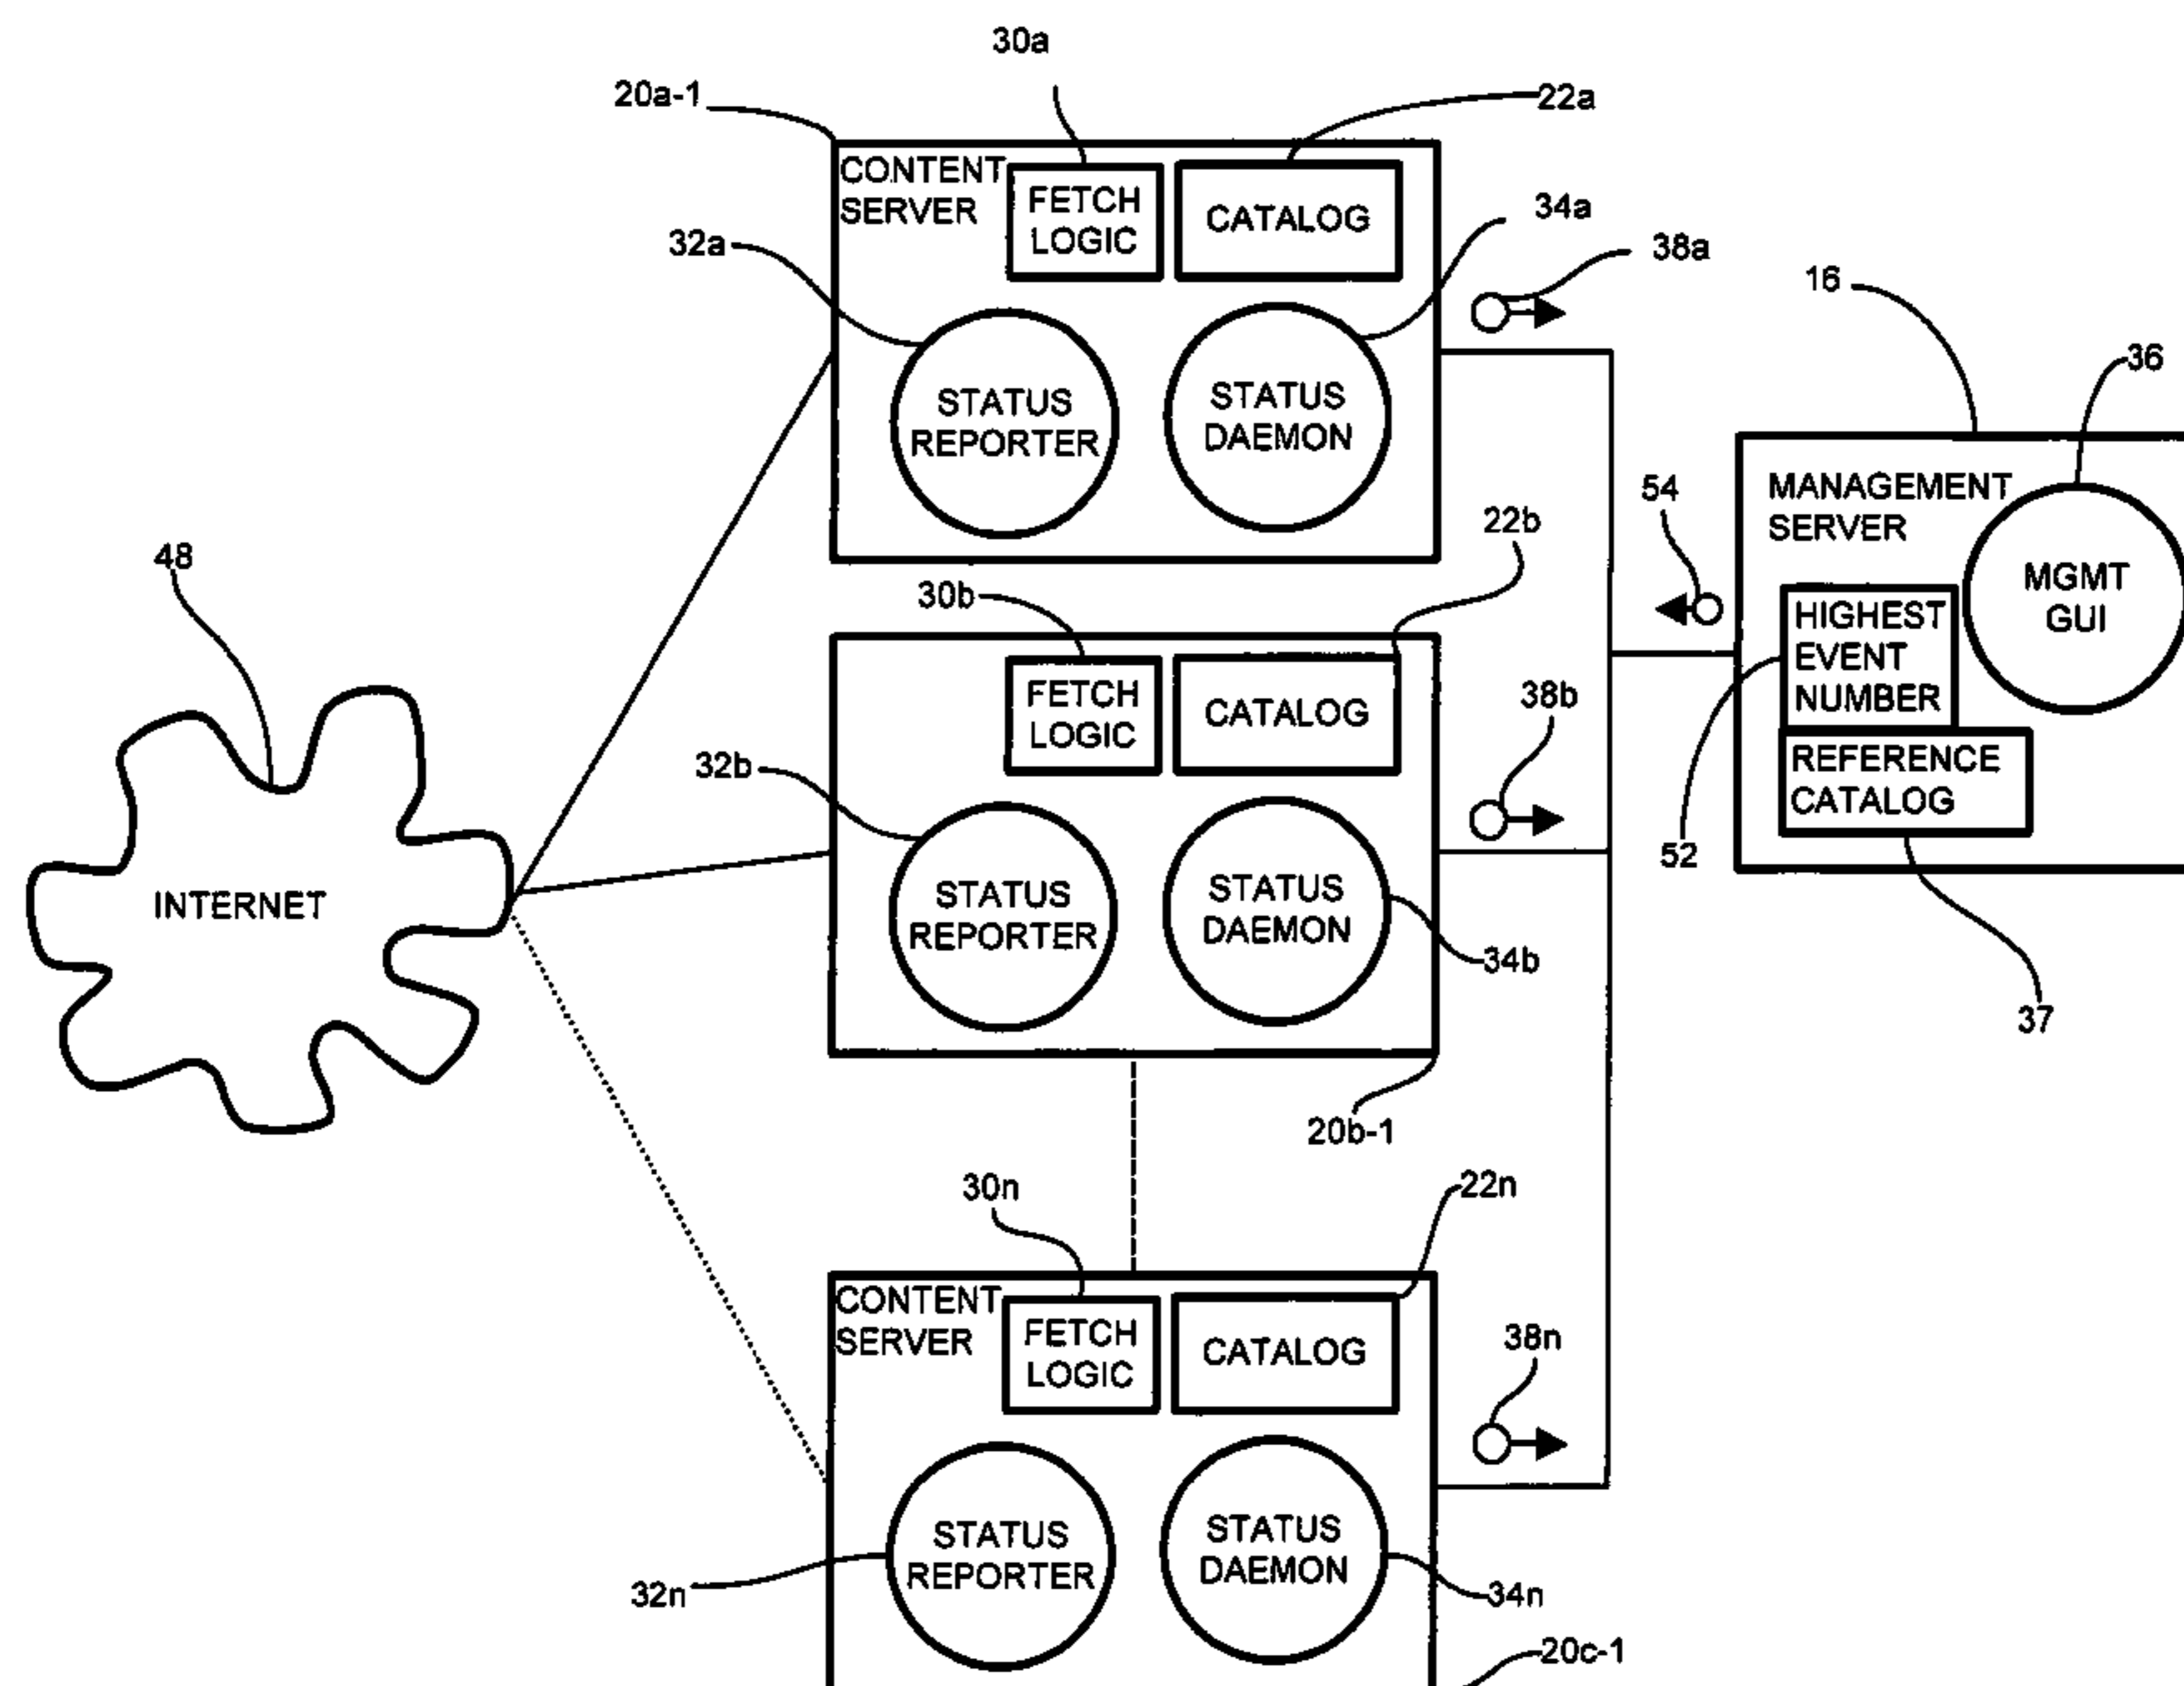 30a
20a-1
22a
CONTENT
SERVER
FETCH
LOGIC
CATALOG
34a
32a
38a
16
STATUS
REPORTER
STATUS
DAEMON
36
MANAGEMENT
SERVER
54
22b
MGMT
GUI
48
30b
HIGHEST
EVENT
NUMBER
FETCH
LOGIC
CATALOG
38b
32b
REFERENCE
CATALOG
52
INTERNET
STATUS
REPORTER
STATUS
DAEMON
34b
37
20b-1
30n
22n
CONTENT
SERVER
FETCH
LOGIC
CATALOG
38n
STATUS
REPORTER
STATUS
DAEMON
32n
34n
20c-1